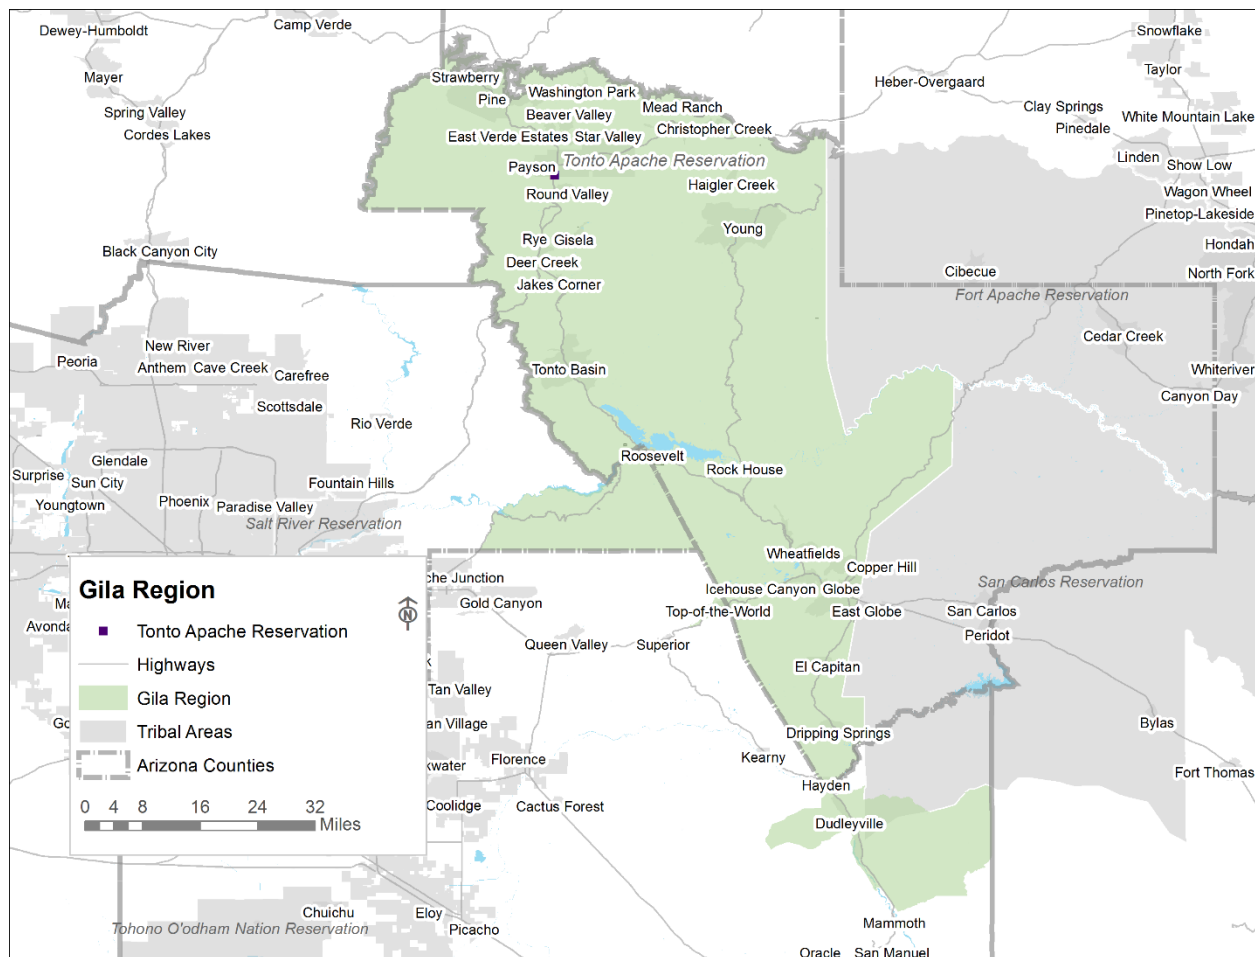 Dewey-Humboldt
Camp Verde
Snowflake
Mayer
Strawberry
Heber-Overgaard
Taylor
Spring Valley
Pine
Washington Park
Mead Ranch
Clay Springs
White Mountain Lake
Cordes Lakes
Beaver Valley
Christopher Creek
Pinedale
East Verde Estates
Star Valley
Linden
Show Low
Payson
Tonto Apache Reservation
Haigler Creek
Wagon Wheel
Round Valley
Pinetop-Lakeside
Young
Black Canyon City
Rye
Gisela
Hondah
Deer Creek
Cibecue
North Fork
Jakes Corner
Fort Apache Reservation
New River
Cedar Creek
Peoria
Anthem
Cave Creek
Carefree
Tonto Basin
Whiteriver
Scottsdale
Canyon Day
Rio Verde
Glendale
Roosevelt
Rock House
Surprise
Sun City
Fountain Hills
Youngtown
Phoenix
Paradise Valley
Salt River Reservation
Wheatfields
Copper Hill
San Carlos Reservation
che Junction
Icehouse Canyon
Globe
Gold Canyon
Top-of-the-World
East Globe
San Carlos
Ma
Avonda
Queen Valley
Superior
Peridot
k
El Capitan
Tan Valley
Go
an Village
Dripping Springs
Bylas
xwater
Florence
Kearny
Fort Thomas
Hayden
Coolidge
Cactus Forest
Dudleyville
Gila Region
N
Tonto Apache Reservation
Highways
Gila Region
Tribal Areas
Arizona Counties
0 4 8 16 24 32
Miles
Chuichu
Eloy
Tohono O'odham Nation Reservation
Picacho
Mammoth
Oracle
San Manuel